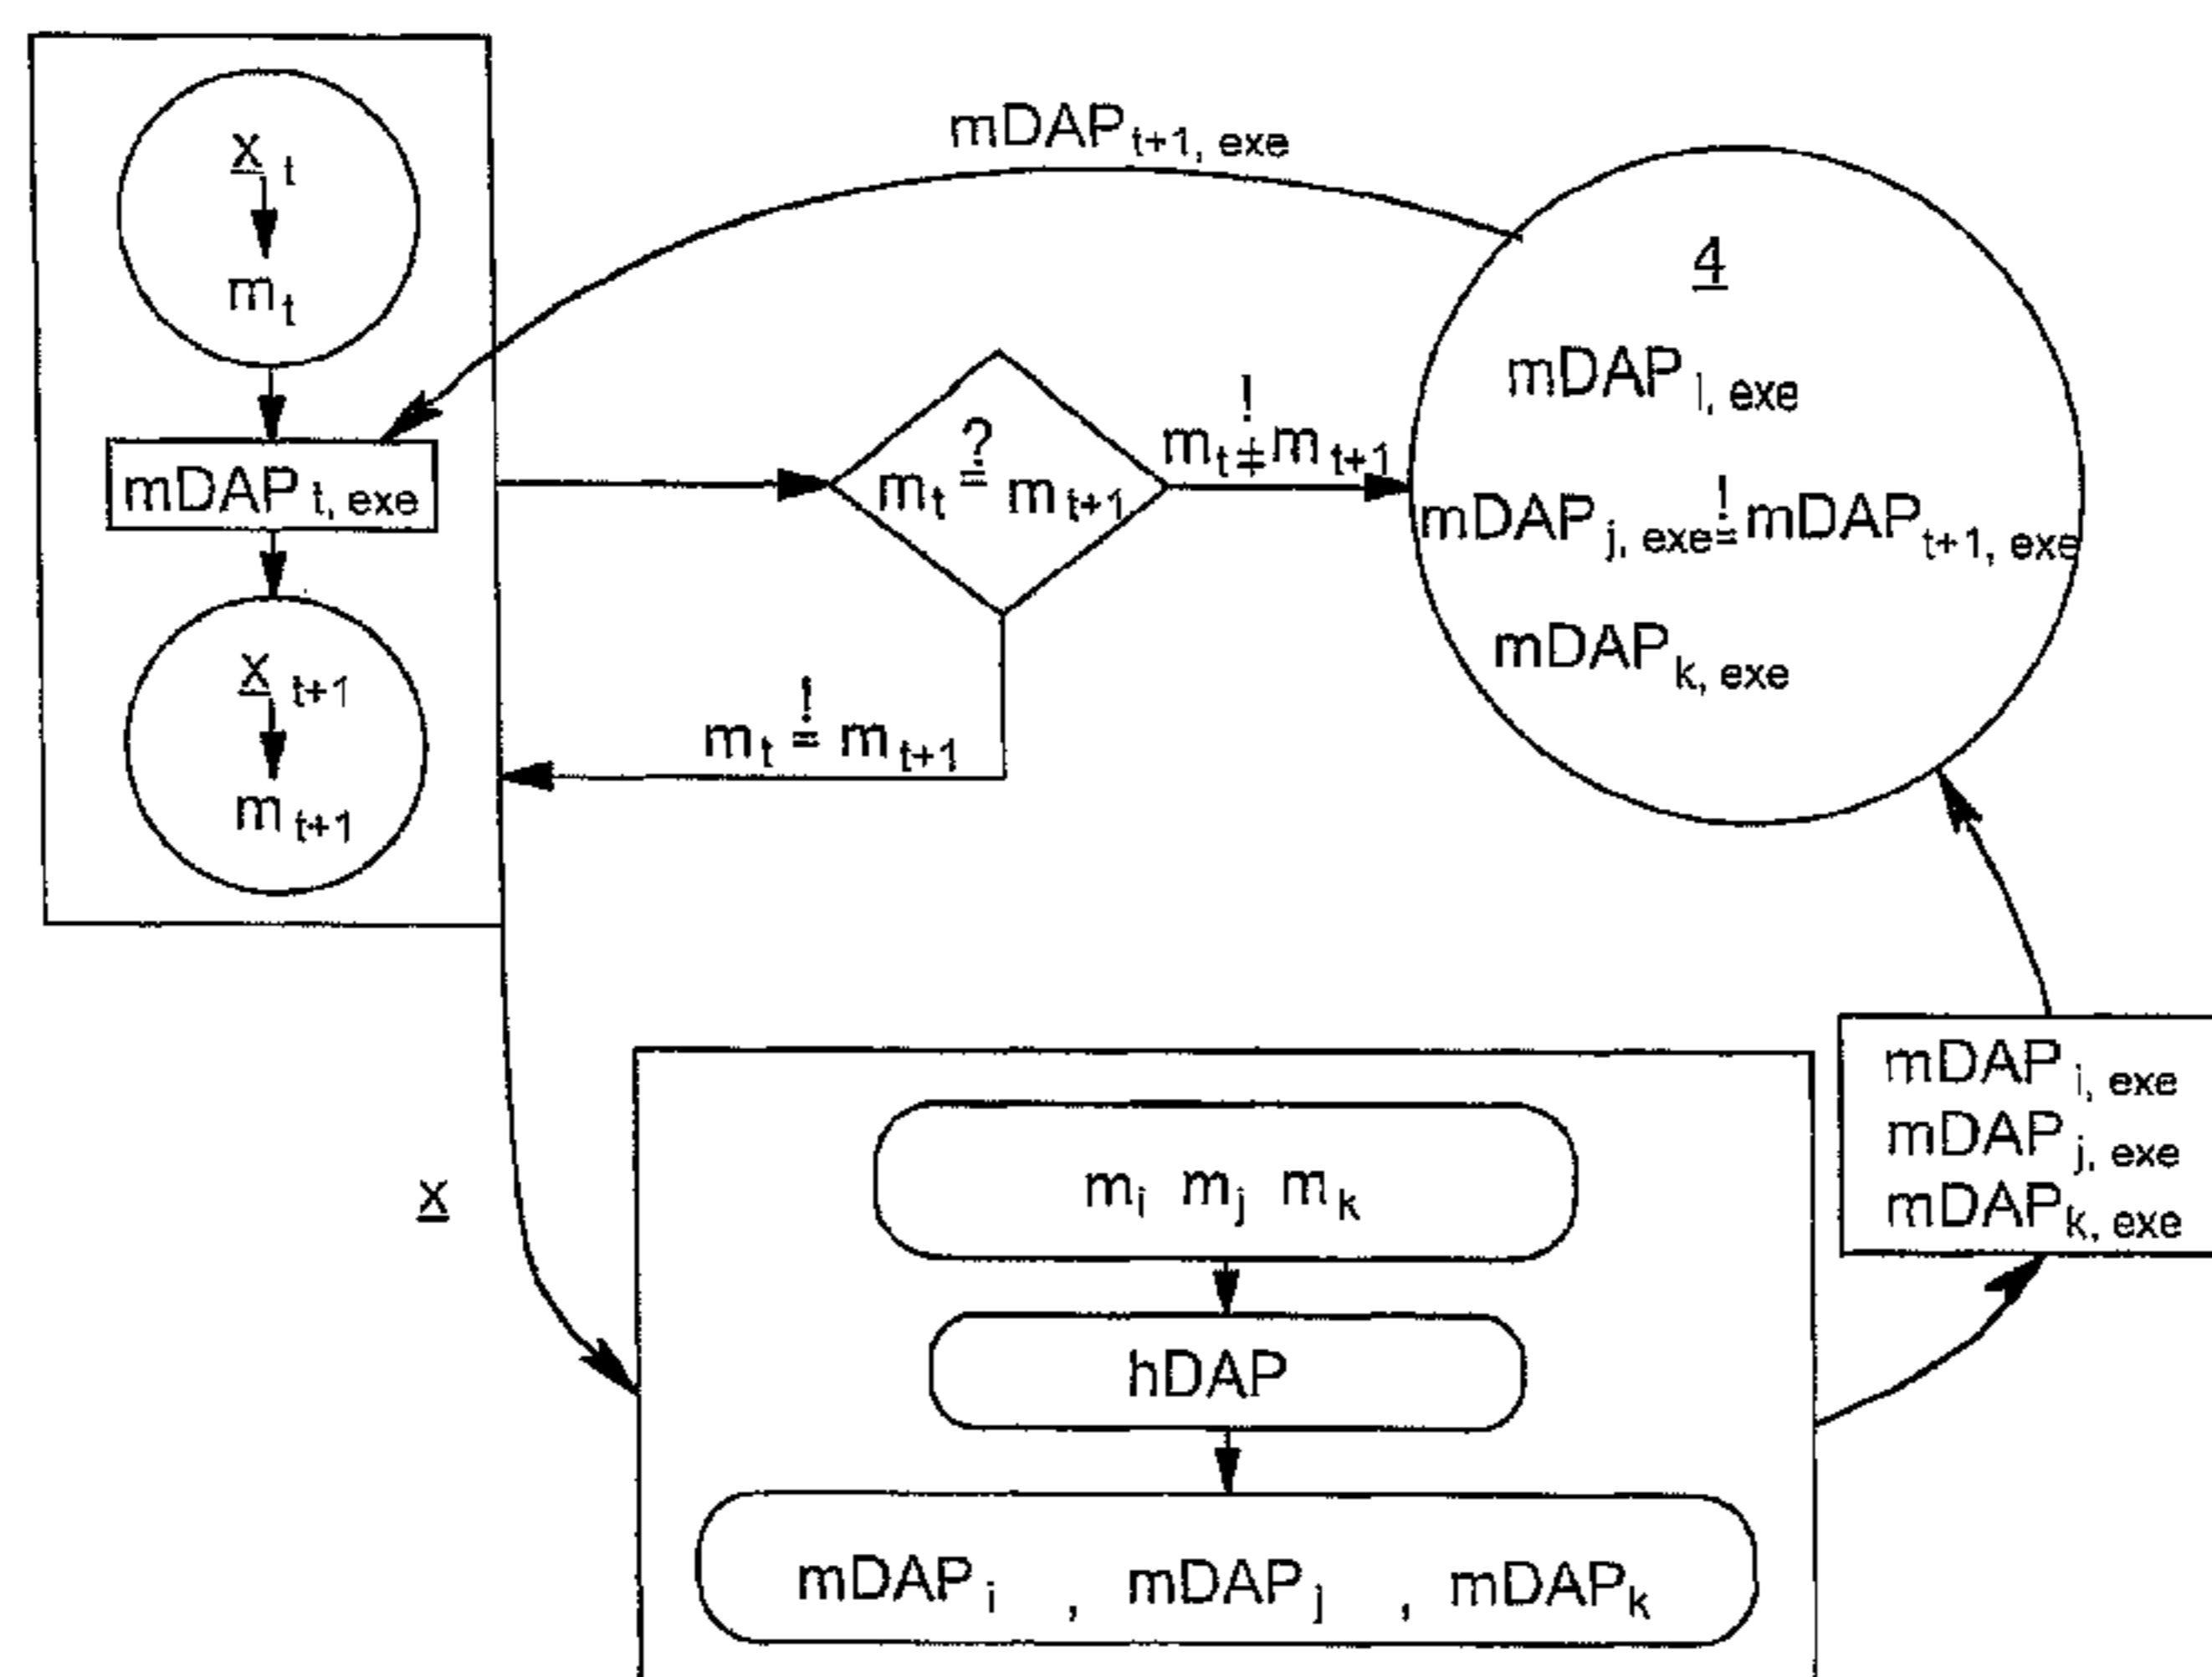 x t
m t
mDAP t, exe
x t+1
m t+1
mDAP t+1, exe
?
m t = m t+1
!
m t ≠ m t+1
!
m t = m t+1
4
mDAP i, exe
!
mDAP j, exe = mDAP t+1, exe
mDAP k, exe
x
m i m j m k
hDAP
mDAP i , mDAP j , mDAP k
mDAP i, exe
mDAP j, exe
mDAP k, exe